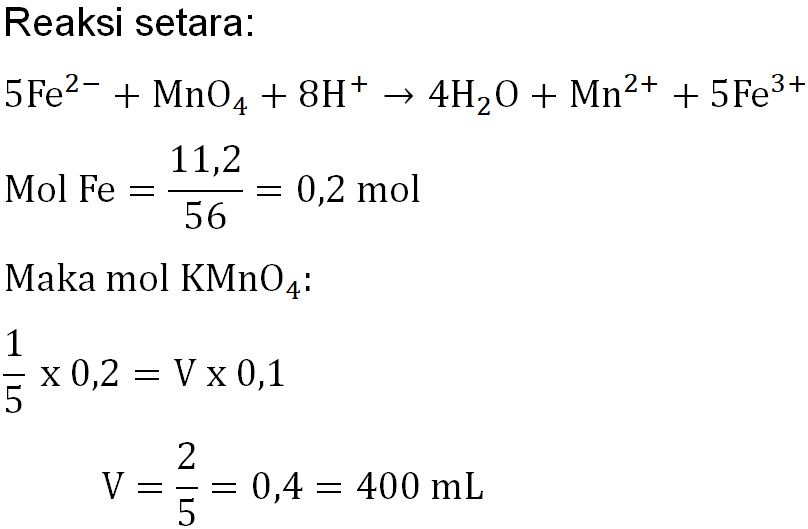 Reaksi setara:
5Fe²⁻ + MnO₄ + 8H⁺ → 4H₂O + Mn²⁺ + 5Fe³⁺
Mol Fe = 11,2/56 = 0,2 mol
Maka mol KMnO₄:
1/5 x 0,2 = V x 0,1
V = 2/5 = 0,4 = 400 mL